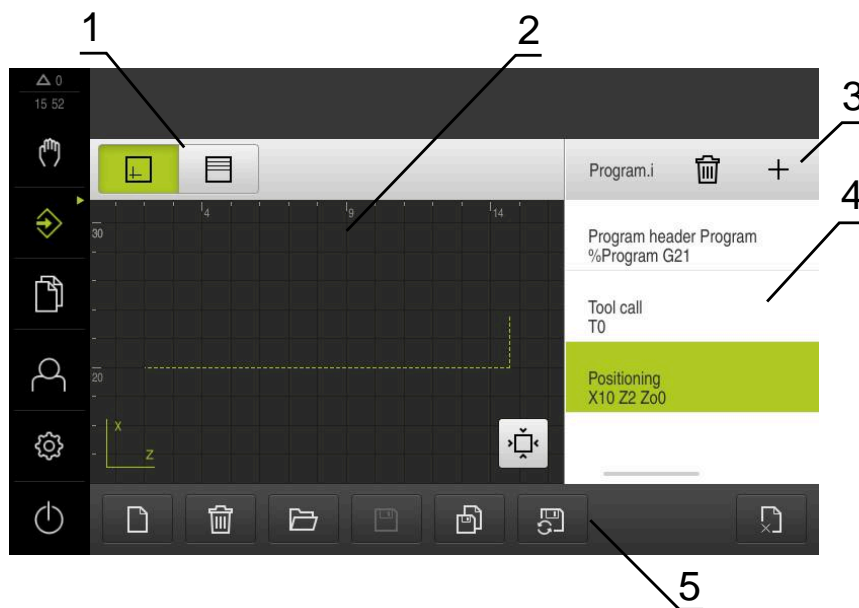 1
2
3
4
5
0
15 52
Program.i
4
9
14
30
20
X
Z
Program header Program
%Program G21
Tool call
T0
Positioning
X10 Z2 Zo0